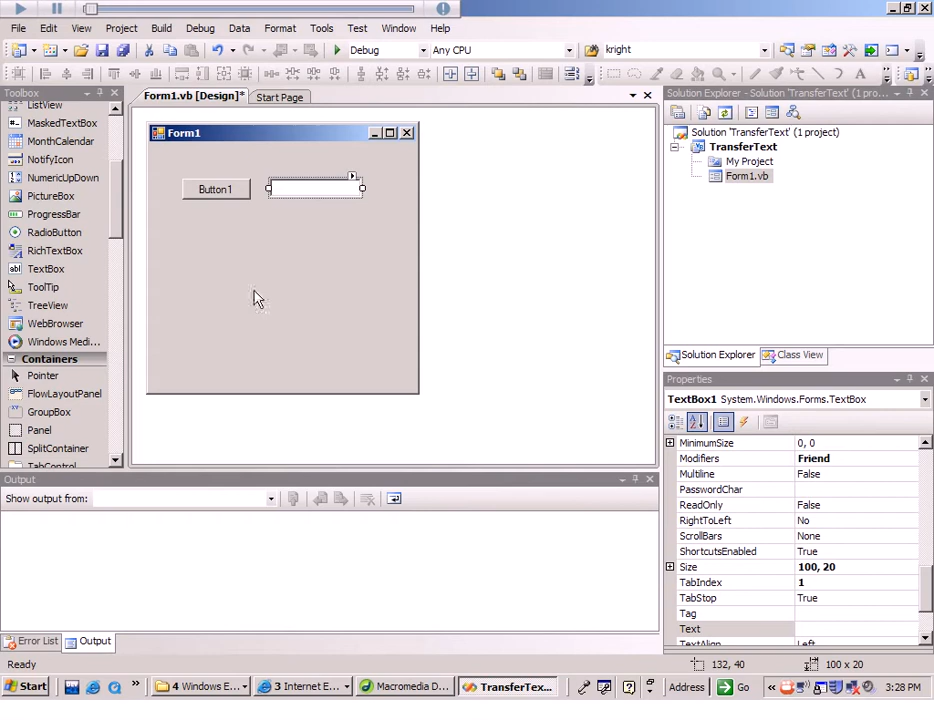 File Edit View Project Build Debug Data Format Tools Test Window Help
Debug Any CPU kright
Toolbox
ListView
MaskedTextBox
MonthCalendar
NotifyIcon
NumericUpDown
PictureBox
ProgressBar
RadioButton
RichTextBox
abl TextBox
ToolTip
TreeView
WebBrowser
Windows Medi...
Containers
Pointer
FlowLayoutPanel
GroupBox
Panel
SplitContainer
TabControl
Form1.vb [Design]* Start Page
Form1
Button1
Solution Explorer - Solution 'TransferText' (1 pro...
Solution 'TransferText' (1 project)
TransferText
My Project
Form1.vb
Solution Explorer Class View
Properties
TextBox1 System.Windows.Forms.TextBox
MinimumSize 0, 0
Modifiers Friend
Multiline False
PasswordChar
ReadOnly False
RightToLeft No
ScrollBars None
ShortcutsEnabled True
Size 100, 20
TabIndex 1
TabStop True
Tag
Text
TextAlign Left
Output
Show output from:
Error List Output
Ready 132, 40 100 x 20
Start 4 Windows E... 3 Internet E... Macromedia D... TransferTex... Address Go 3:28 PM